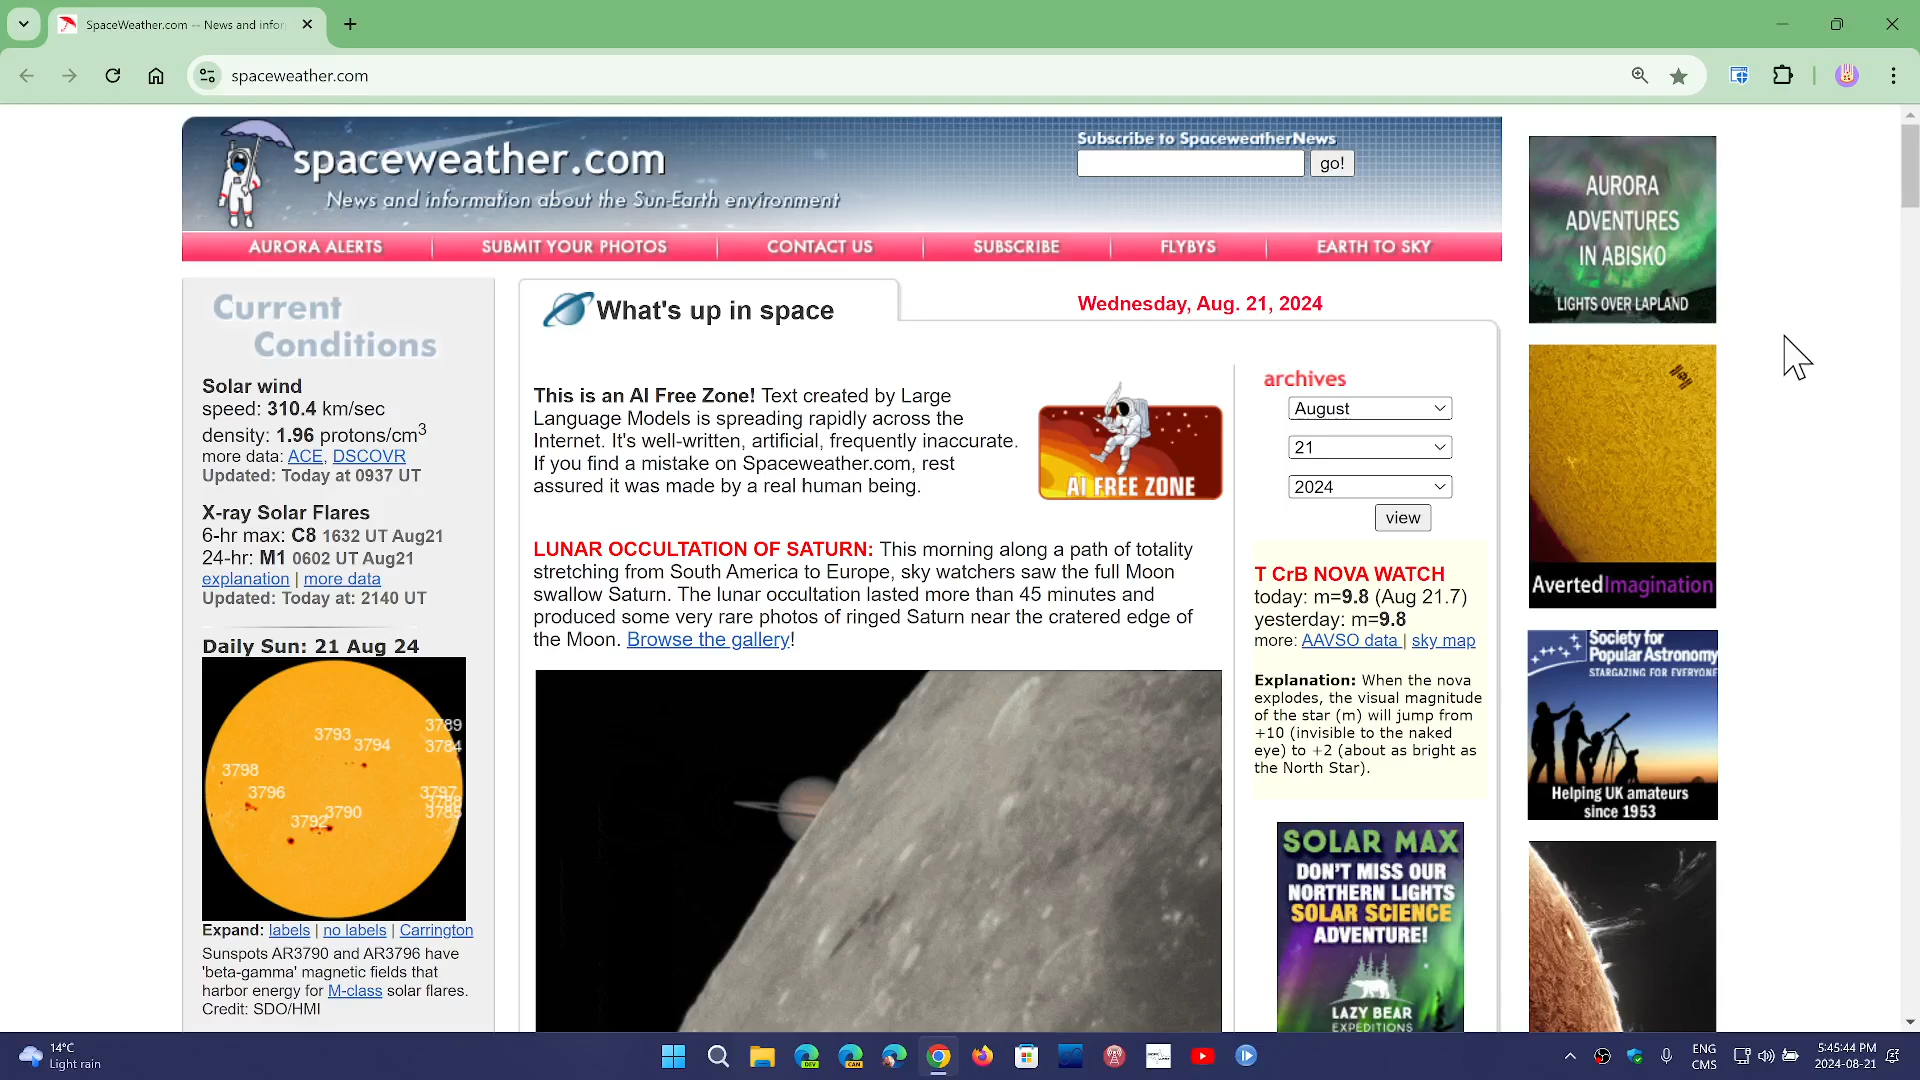 SpaceWeather.com -- News and infor
spaceweather.com
spaceweather.com
News and information about the Sun-Earth environment
Subscribe to SpaceweatherNews
go!
AURORA ALERTS
SUBMIT YOUR PHOTOS
CONTACT US
SUBSCRIBE
FLYBYS
EARTH TO SKY
Current
Conditions
Solar wind
speed: 310.4 km/sec
density: 1.96 protons/cm3
more data: ACE, DSCOVR
Updated: Today at 0937 UT
X-ray Solar Flares
6-hr max: C8 1632 UT Aug21
24-hr: M1 0602 UT Aug21
explanation | more data
Updated: Today at: 2140 UT
Daily Sun: 21 Aug 24
3789
3793
3794
3784
3798
3796
3797
3788
3785
3790
3792
Expand: labels | no labels | Carrington
Sunspots AR3790 and AR3796 have
'beta-gamma' magnetic fields that
harbor energy for M-class solar flares.
Credit: SDO/HMI
What's up in space
Wednesday, Aug. 21, 2024
This is an AI Free Zone! Text created by Large
Language Models is spreading rapidly across the
Internet. It's well-written, artificial, frequently inaccurate.
If you find a mistake on Spaceweather.com, rest
assured it was made by a real human being.
AI FREE ZONE
LUNAR OCCULTATION OF SATURN: This morning along a path of totality
stretching from South America to Europe, sky watchers saw the full Moon
swallow Saturn. The lunar occultation lasted more than 45 minutes and
produced some very rare photos of ringed Saturn near the cratered edge of
the Moon. Browse the gallery!
archives
August
21
2024
view
T CrB NOVA WATCH
today: m=9.8 (Aug 21.7)
yesterday: m=9.8
more: AAVSO data | sky map
Explanation: When the nova
explodes, the visual magnitude
of the star (m) will jump from
+10 (invisible to the naked
eye) to +2 (about as bright as
the North Star).
SOLAR MAX
DON'T MISS OUR
NORTHERN LIGHTS
SOLAR SCIENCE
ADVENTURE!
LAZY BEAR
EXPEDITIONS
AURORA
ADVENTURES
IN ABISKO
LIGHTS OVER LAPLAND
AvertedImagination
Society for
Popular Astronomy
STARGAZING FOR EVERYONE
Helping UK amateurs
since 1953
14°C
Light rain
DEV
CAN
ENG
CMS
5:45:44 PM
2024-08-21